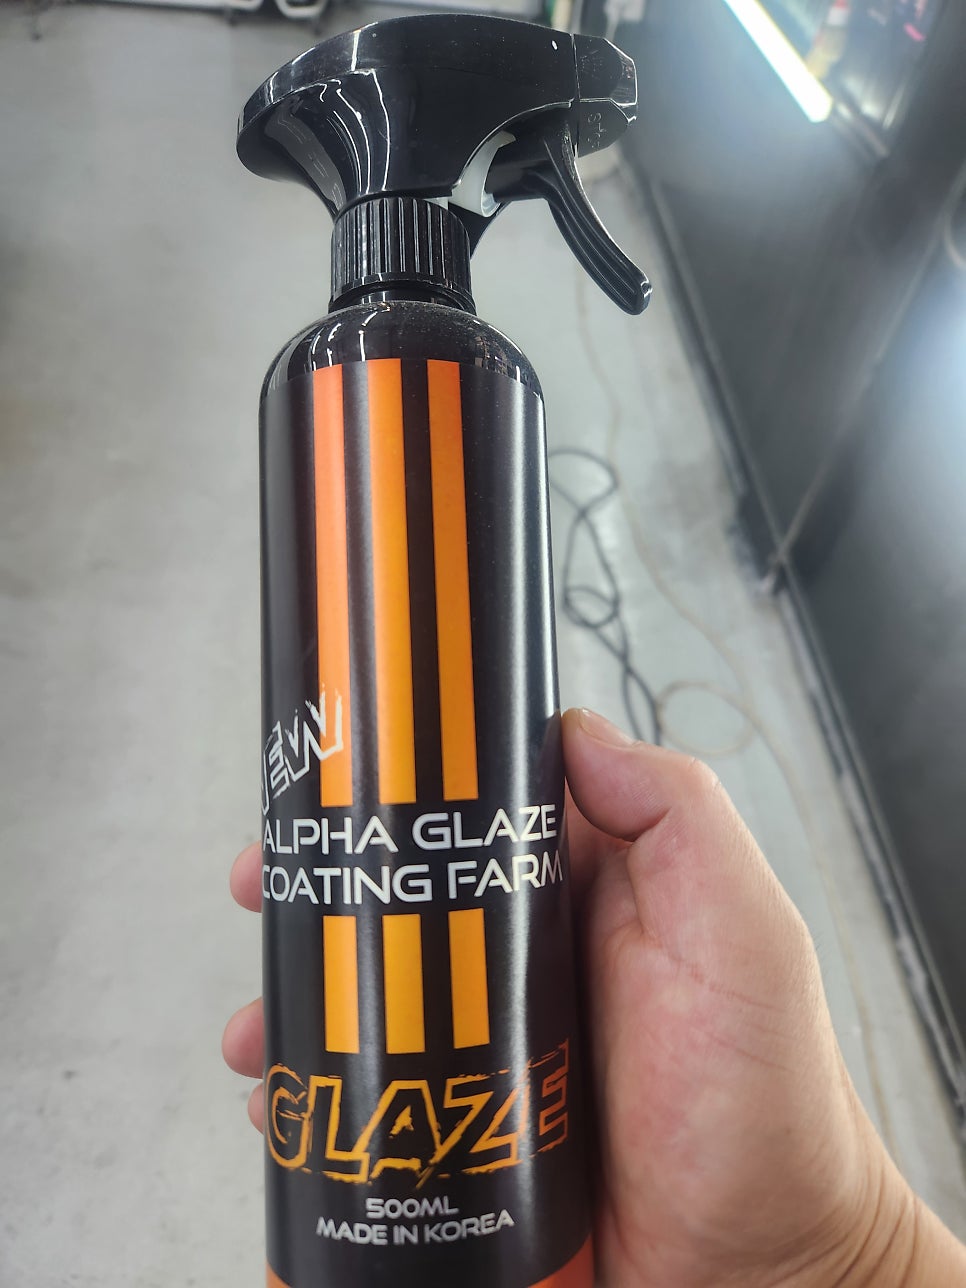 NEW
ALPHA GLAZE
COATING FARM
GLAZE
500ML
MADE IN KOREA